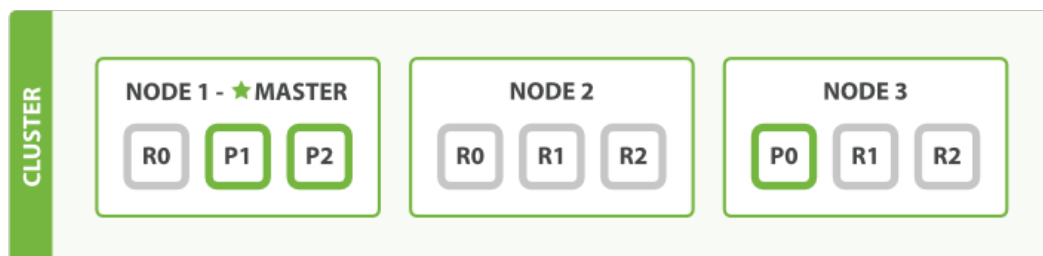 CLUSTER
NODE 1 - ★ MASTER
R0 P1 P2
NODE 2
R0 R1 R2
NODE 3
P0 R1 R2